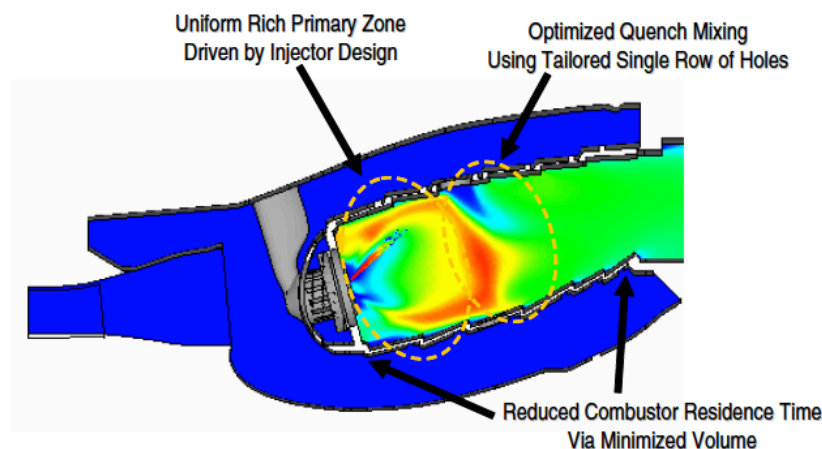 Uniform Rich Primary Zone
Driven by Injector Design
Optimized Quench Mixing
Using Tailored Single Row of Holes
Reduced Combustor Residence Time
Via Minimized Volume